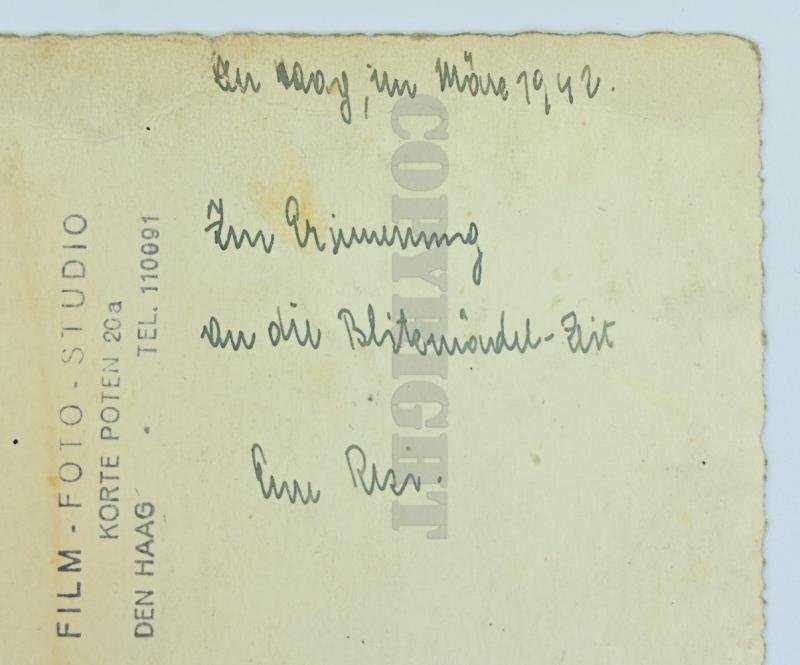 Den Haag, im März 1942.
Zur Erinnerung
an die Blitzmädel-Zeit
Eure Resi.
FILM-FOTO-STUDIO
KORTE POTEN 20a
DEN HAAG TEL. 110091
COPYRIGHT